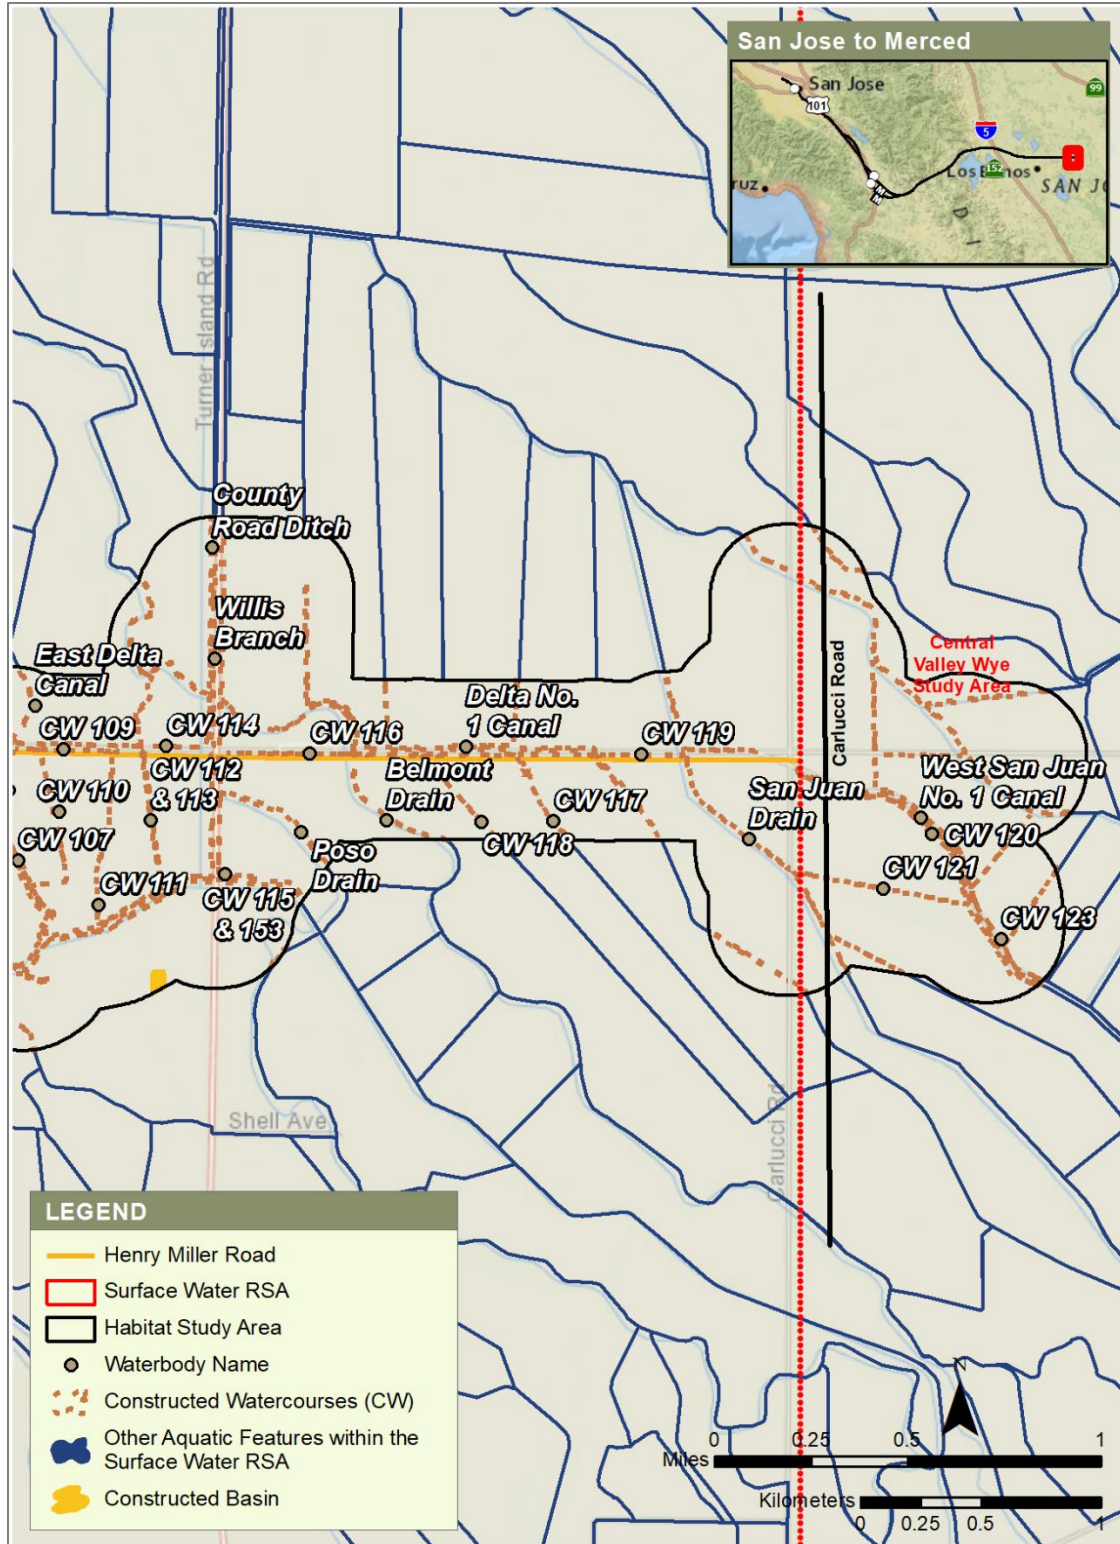 San Jose to Merced
San Jose
101
99
5
Los B
nos
152
ruz
SAN JO
D I
Turner Island Rd
County
Road Ditch
Willis
Branch
East Delta
Canal
CW 109
CW 114
CW 116
Delta No.
1 Canal
CW 119
Carlucci Road
Central
Valley Wye
Study Area
CW 110
CW 112
& 113
Belmont
Drain
CW 117
San Juan
Drain
West San Juan
No. 1 Canal
CW 107
CW 111
CW 115
& 153
Poso
Drain
CW 118
CW 120
CW 121
CW 123
Shell Ave
Carlucci Rd
LEGEND
Henry Miller Road
Surface Water RSA
Habitat Study Area
Waterbody Name
Constructed Watercourses (CW)
Other Aquatic Features within the
Surface Water RSA
Constructed Basin
N
0 0.25 0.5 1
Miles
Kilometers
0 0.25 0.5 1